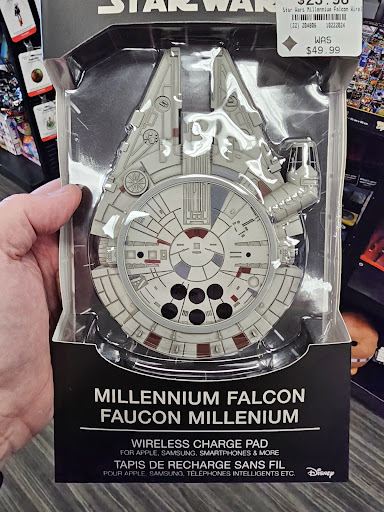 STAR WARS
Star Wars Millennium Falcon Wire
WAS
$49.99
MILLENNIUM FALCON
FAUCON MILLENIUM
WIRELESS CHARGE PAD
FOR APPLE, SAMSUNG, SMARTPHONES & MORE
TAPIS DE RECHARGE SANS FIL
POUR APPLE, SAMSUNG, TÉLÉPHONES INTELLIGENTS ETC.
Disney